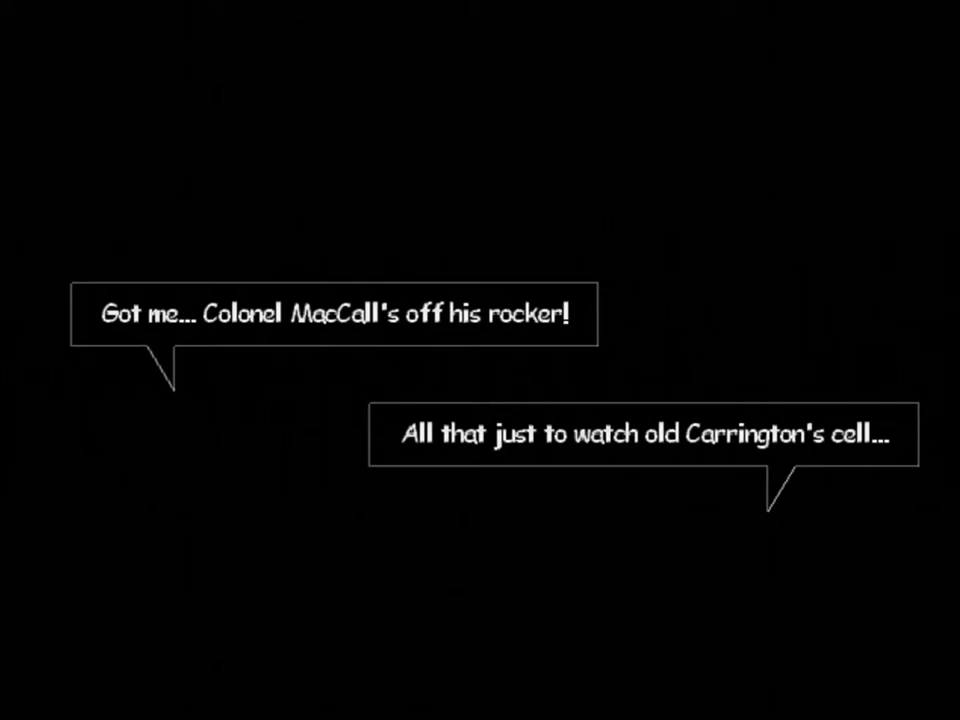 Got me... Colonel MacCall's off his rocker!
All that just to watch old Carrington's cell...